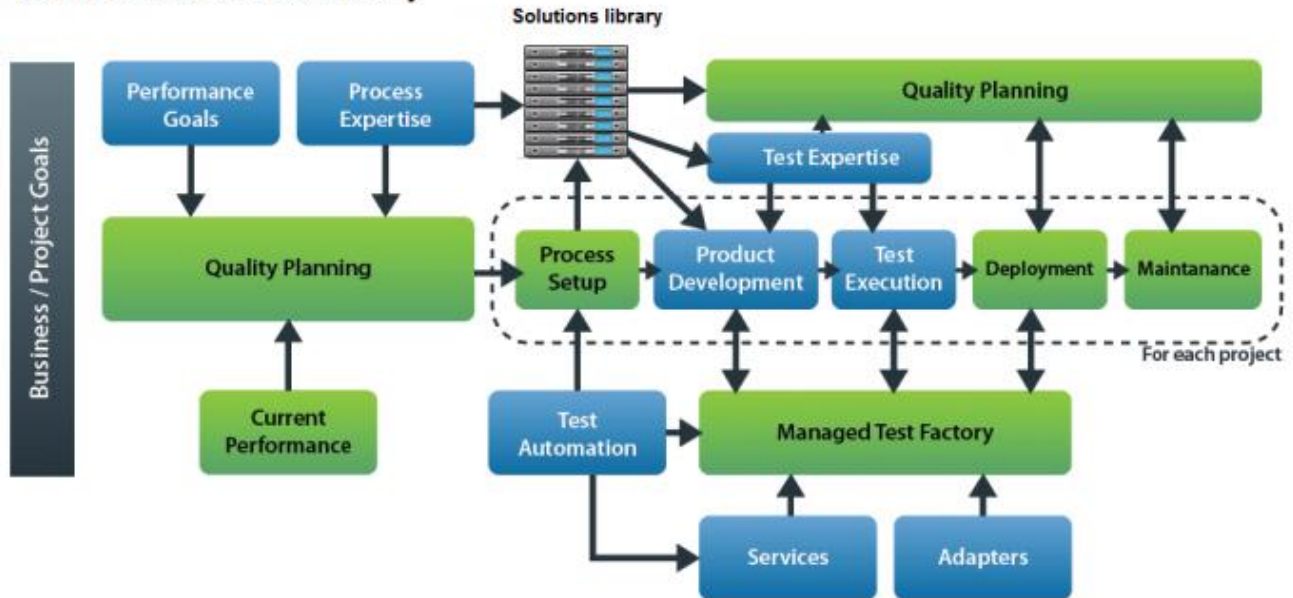 Solutions library
Business / Project Goals
Performance
Goals
Process
Expertise
Quality Planning
Test Expertise
Quality Planning
Process
Setup
Product
Development
Test
Execution
Deployment
Maintanance
For each project
Current
Performance
Test
Automation
Managed Test Factory
Services
Adapters